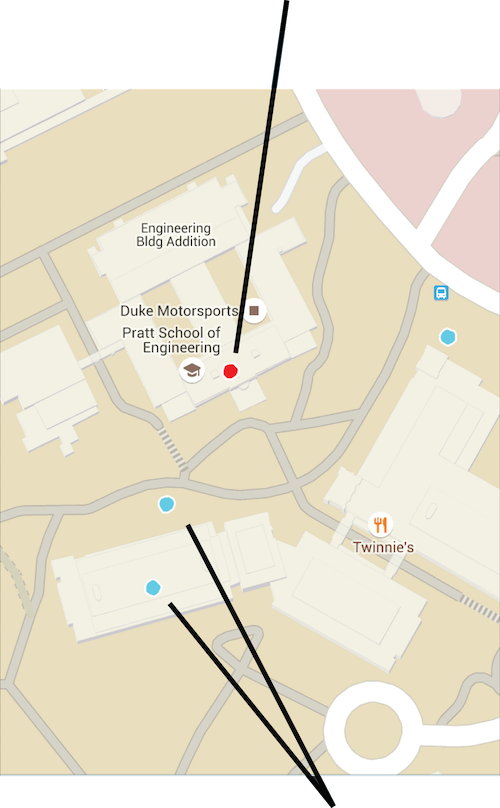 Engineering
Bldg Addition
Duke Motorsports
Pratt School of
Engineering
Twinnie's